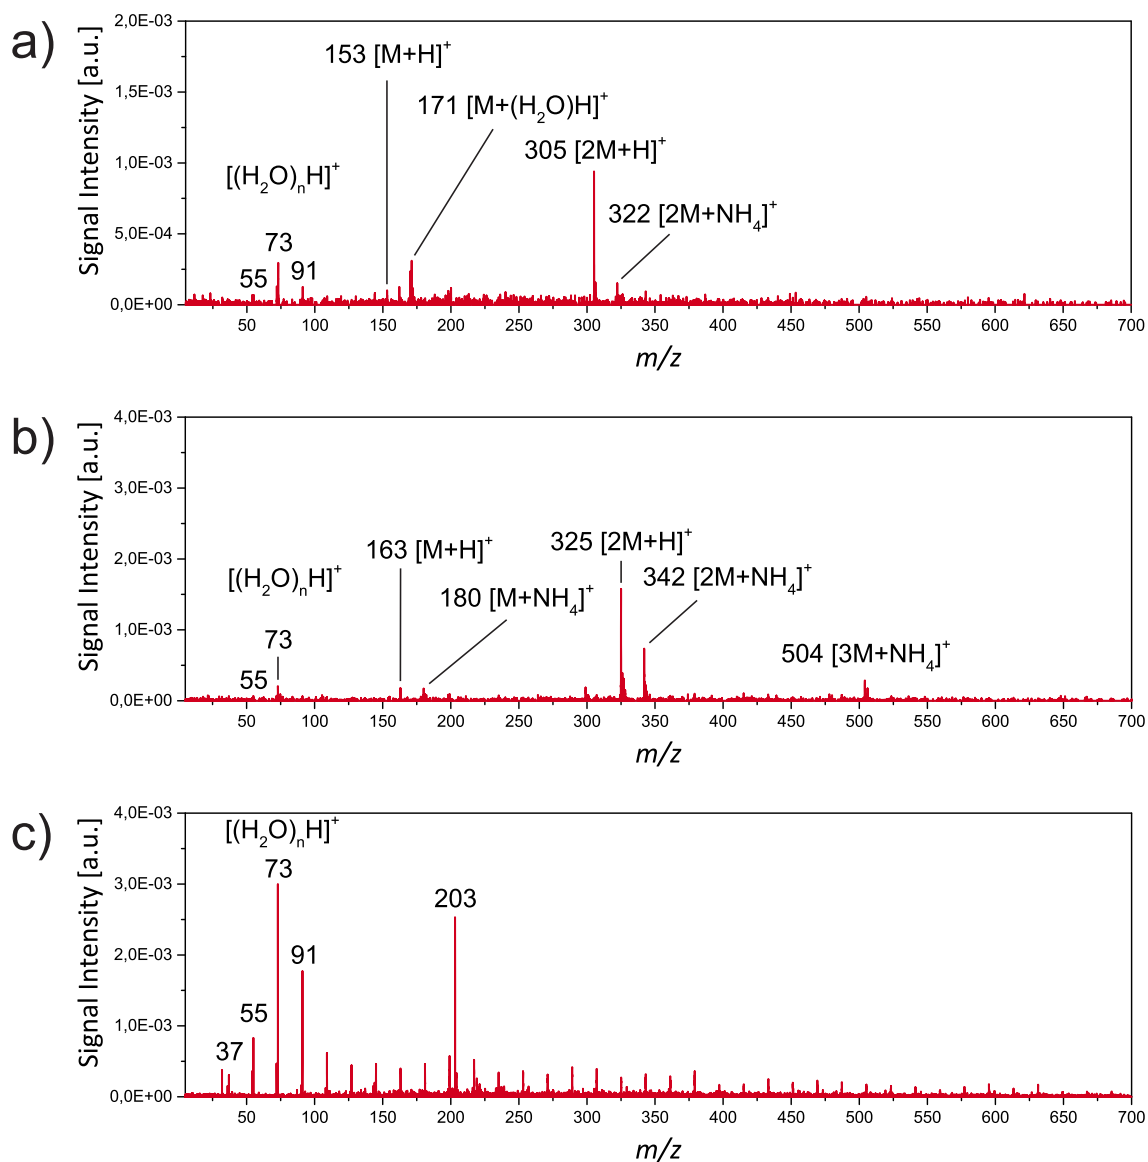 a)
Signal Intensity [a.u.]
2,0E-03
1,5E-03
1,0E-03
5,0E-04
0,0E+00
153 [M+H]⁺
171 [M+(H₂O)H]⁺
305 [2M+H]⁺
[(H₂O)ₙH]⁺
322 [2M+NH₄]⁺
73
55
91
50 100 150 200 250 300 350 400 450 500 550 600 650 700
m/z
b)
Signal Intensity [a.u.]
4,0E-03
3,0E-03
2,0E-03
1,0E-03
0,0E+00
325 [2M+H]⁺
163 [M+H]⁺
[(H₂O)ₙH]⁺
342 [2M+NH₄]⁺
180 [M+NH₄]⁺
73
504 [3M+NH₄]⁺
55
50 100 150 200 250 300 350 400 450 500 550 600 650 700
m/z
c)
Signal Intensity [a.u.]
4,0E-03
3,0E-03
2,0E-03
1,0E-03
0,0E+00
[(H₂O)ₙH]⁺
73
203
91
55
37
50 100 150 200 250 300 350 400 450 500 550 600 650 700
m/z